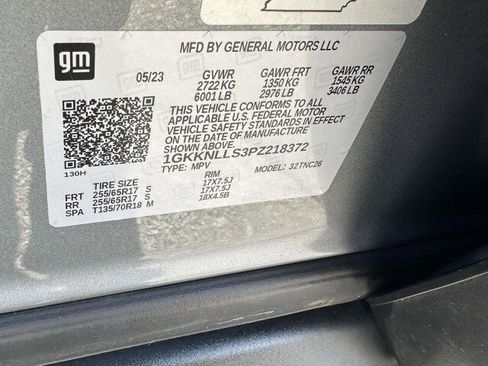 gm
MFD BY GENERAL MOTORS LLC
05/23 GVWR GAWR FRT GAWR RR
2722 KG 1350 KG 1545 KG
6001 LB 2976 LB 3406 LB
THIS VEHICLE CONFORMS TO ALL
APPLICABLE U.S. FEDERAL MOTOR
VEHICLE SAFETY
STANDARDS IN EFFECT ON THE DATE OF
MANUFACTURE SHOWN ABOVE.
1GKKNLLS3PZ218372
130H TYPE: MPV MODEL: 32TNC26
TIRE SIZE RIM
FRT 255/65R17 S 17X7.5J
RR 255/65R17 S 17X7.5J
SPA T135/70R18 M 18X4.5B